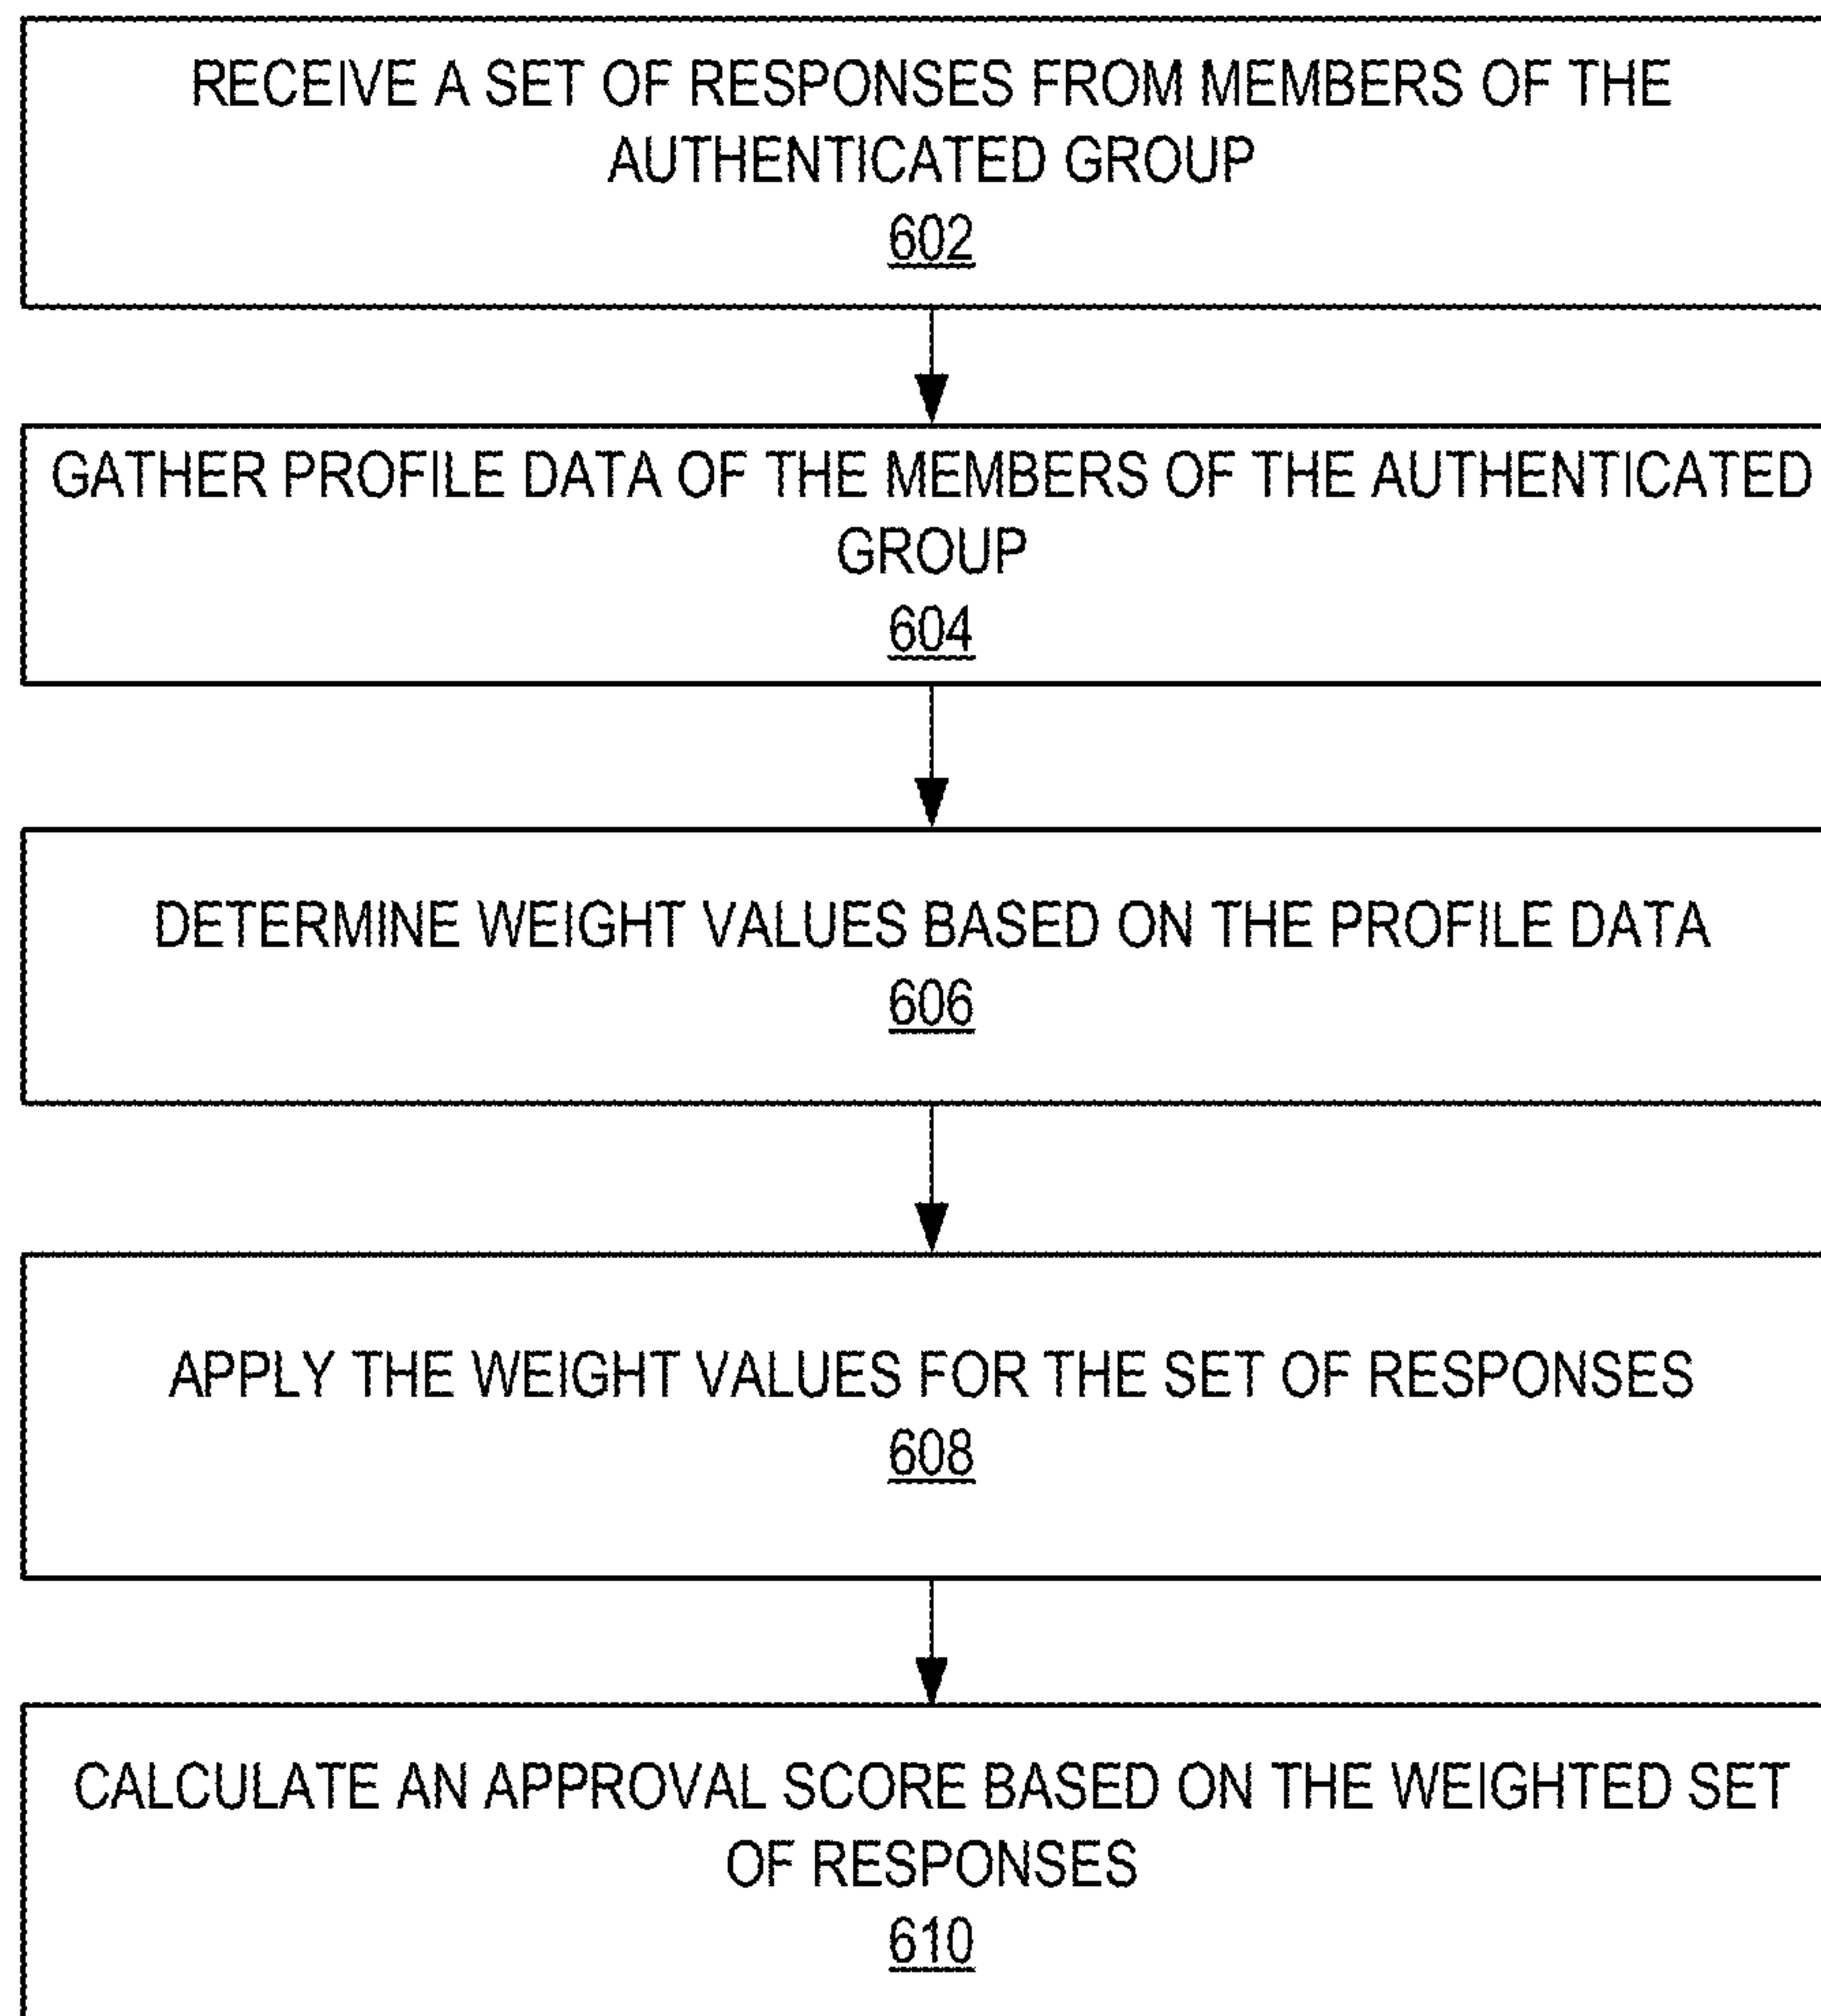 RECEIVE A SET OF RESPONSES FROM MEMBERS OF THE
AUTHENTICATED GROUP
602
GATHER PROFILE DATA OF THE MEMBERS OF THE AUTHENTICATED
GROUP
604
DETERMINE WEIGHT VALUES BASED ON THE PROFILE DATA
606
APPLY THE WEIGHT VALUES FOR THE SET OF RESPONSES
608
CALCULATE AN APPROVAL SCORE BASED ON THE WEIGHTED SET
OF RESPONSES
610